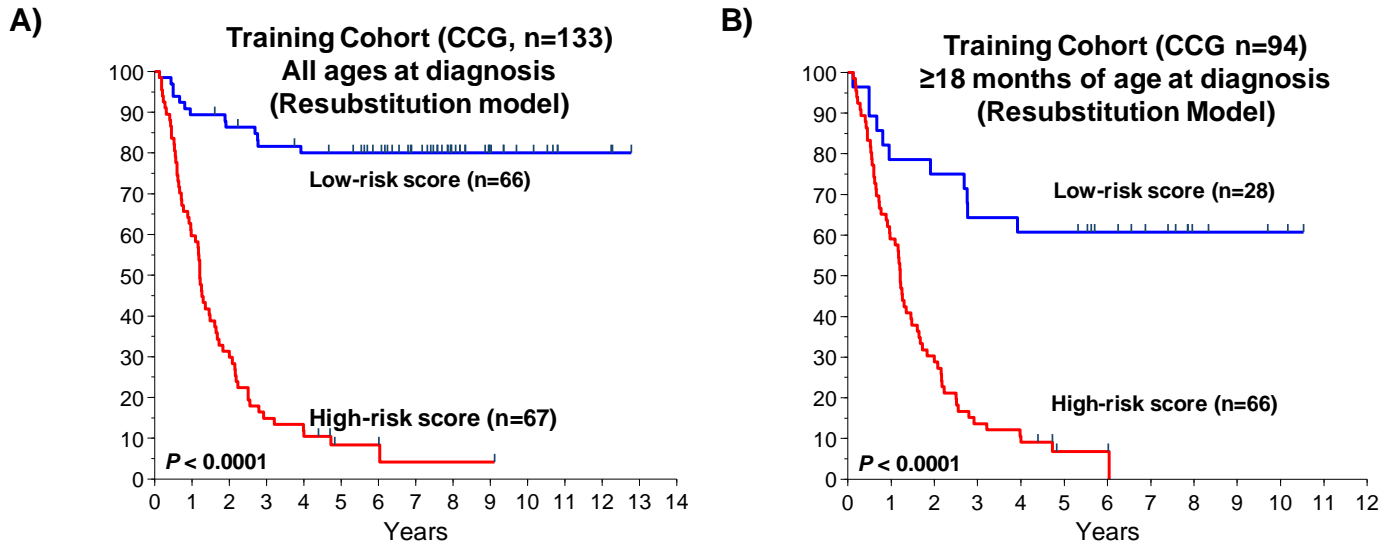 A)
Training Cohort (CCG, n=133)
All ages at diagnosis
(Resubstitution model)
100
90
80
70
60
50
40
30
20
10
0
Low-risk score (n=66)
High-risk score (n=67)
P < 0.0001
0 1 2 3 4 5 6 7 8 9 10 11 12 13 14
Years
B)
Training Cohort (CCG n=94)
≥18 months of age at diagnosis
(Resubstitution Model)
100
90
80
70
60
50
40
30
20
10
0
Low-risk score (n=28)
High-risk score (n=66)
P < 0.0001
0 1 2 3 4 5 6 7 8 9 10 11 12
Years